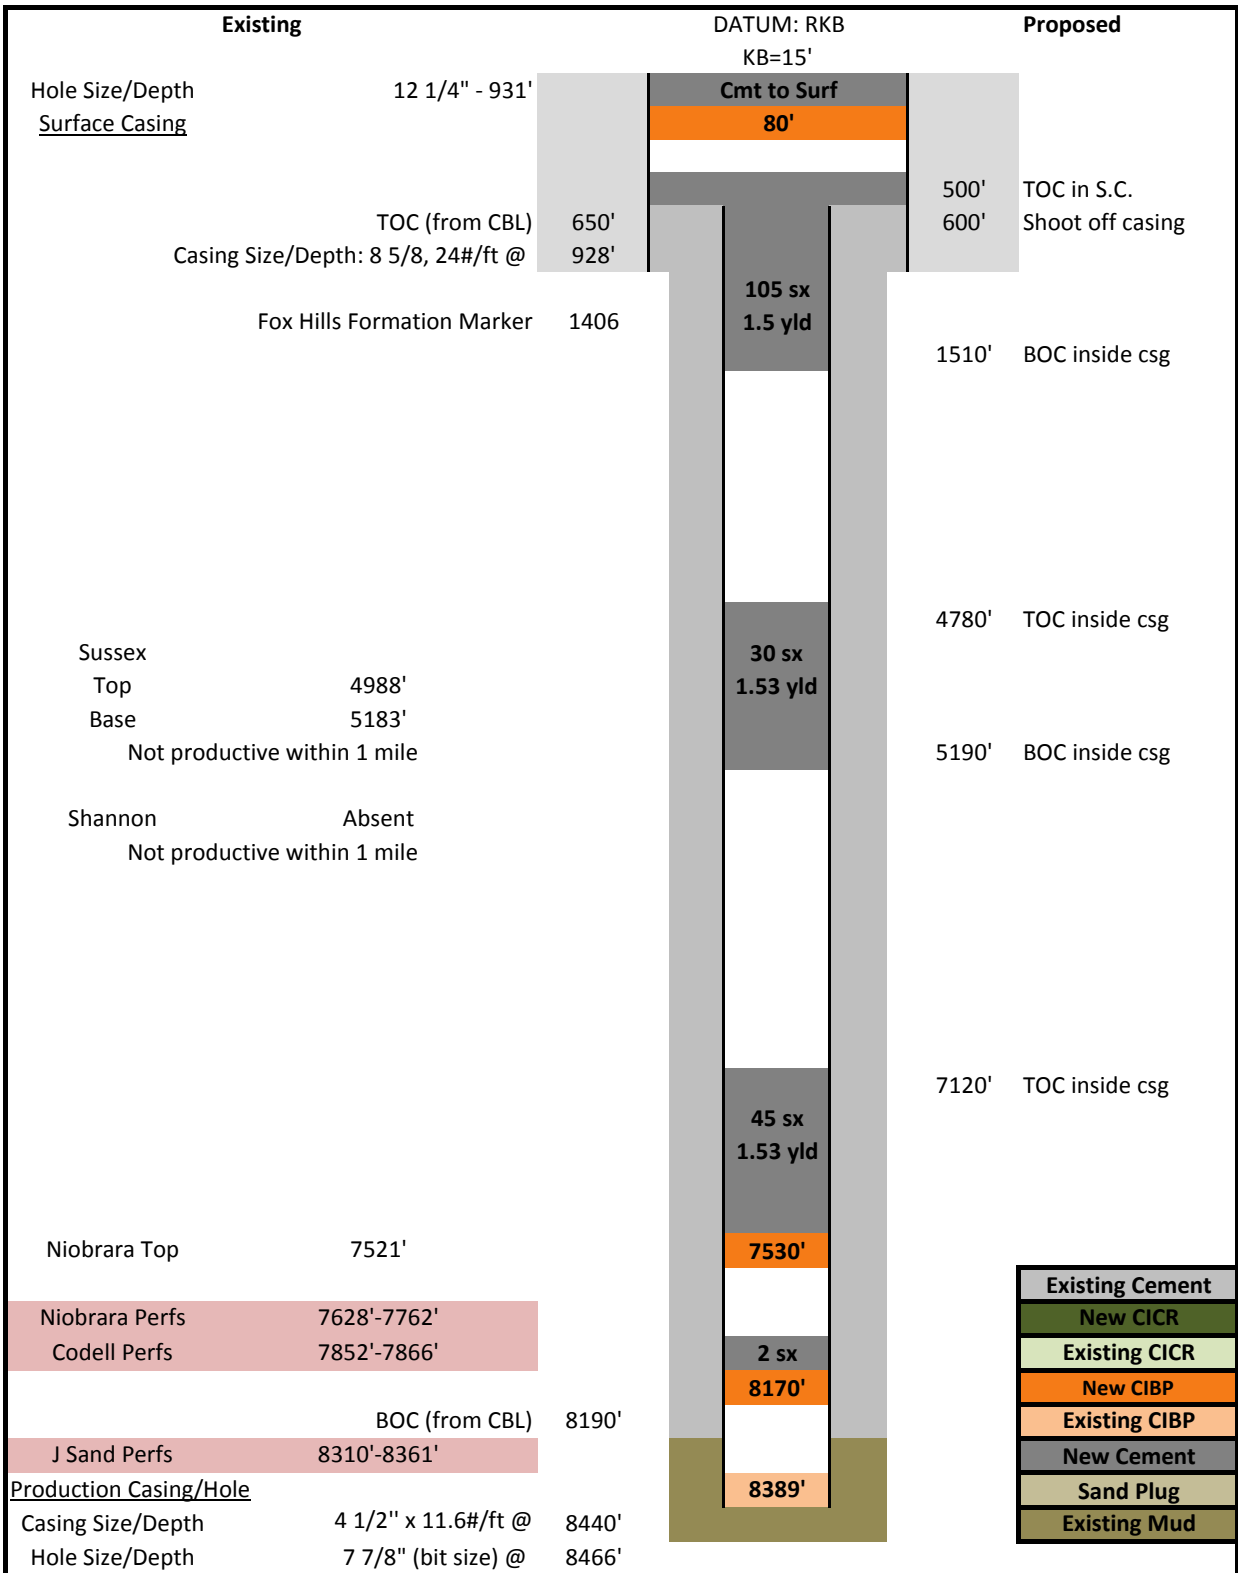 Existing DATUM: RKB Proposed
KB=15'
Hole Size/Depth 12 1/4" - 931' Cmt to Surf
Surface Casing 80'
500' TOC in S.C.
TOC (from CBL) 650' 600' Shoot off casing
Casing Size/Depth: 8 5/8, 24#/ft @ 928'
105 sx
Fox Hills Formation Marker 1406 1.5 yld
1510' BOC inside csg
4780' TOC inside csg
Sussex 30 sx
Top 4988' 1.53 yld
Base 5183'
Not productive within 1 mile 5190' BOC inside csg
Shannon Absent
Not productive within 1 mile
7120' TOC inside csg
45 sx
1.53 yld
Niobrara Top 7521' 7530'
Existing Cement
Niobrara Perfs 7628'-7762' New CICR
Codell Perfs 7852'-7866' 2 sx Existing CICR
8170' New CIBP
BOC (from CBL) 8190' Existing CIBP
J Sand Perfs 8310'-8361' New Cement
Production Casing/Hole 8389' Sand Plug
Casing Size/Depth 4 1/2'' x 11.6#/ft @ 8440' Existing Mud
Hole Size/Depth 7 7/8" (bit size) @ 8466'